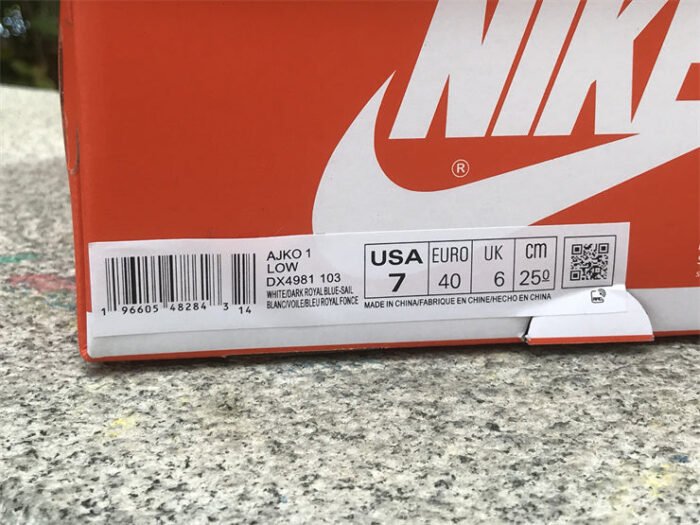 NIKE
®
AJKO 1
LOW
DX4981 103
WHITE/DARK ROYAL BLUE-SAIL
BLANC/VOILE/BLEU ROYAL FONCE
USA EURO UK cm
7 40 6 25º
MADE IN CHINA/FABRIQUE EN CHINE/HECHO EN CHINA
1 96605 48284 3 14